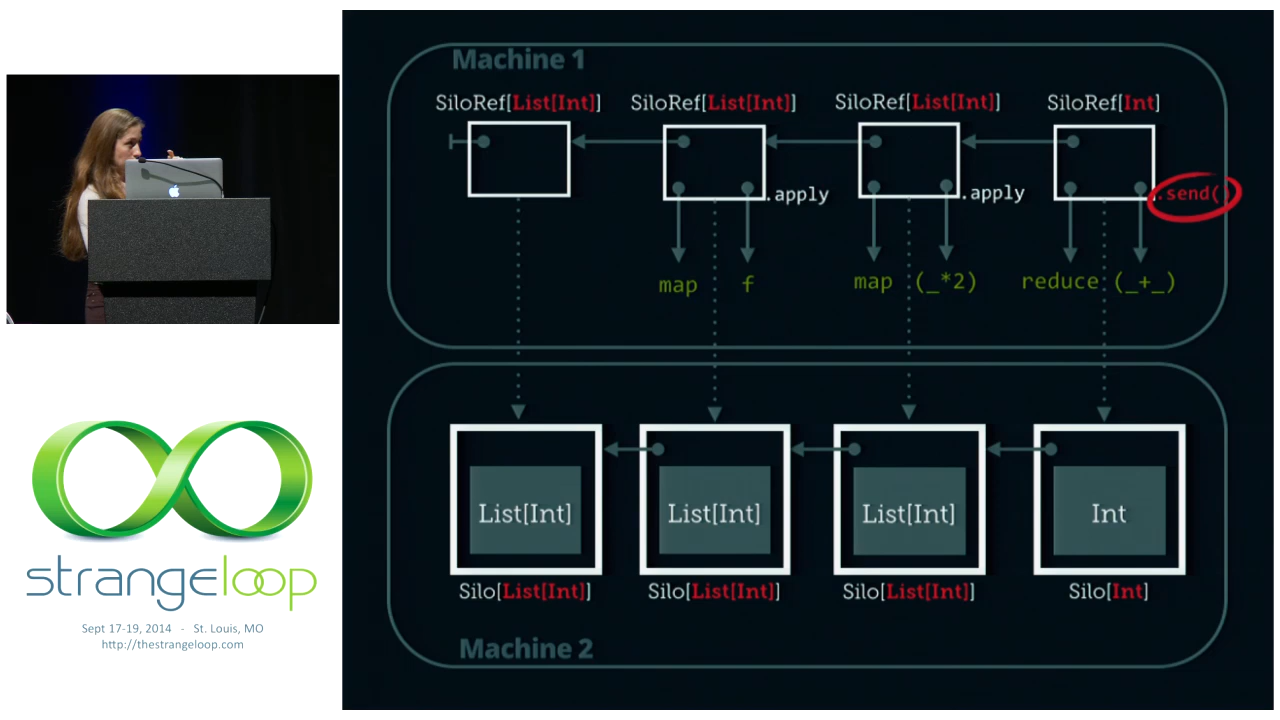 Machine 1
SiloRef[List[Int]] SiloRef[List[Int]] SiloRef[List[Int]] SiloRef[Int]
.apply .apply .send()
map f map (_*2) reduce (_+_)
List[Int] List[Int] List[Int] Int
Silo[List[Int]] Silo[List[Int]] Silo[List[Int]] Silo[Int]
Machine 2
strangeloop
Sept 17-19, 2014 - St. Louis, MO
http://thestrangeloop.com